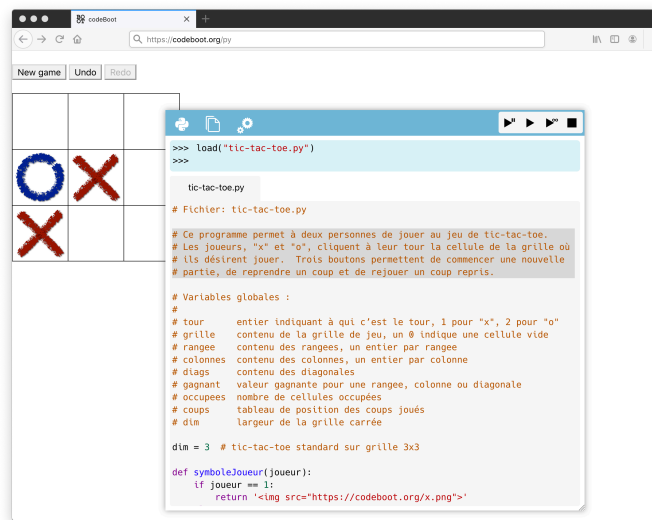 codeBoot
https://codeboot.org/py
New game Undo Redo
>>> load("tic-tac-toe.py")
>>>
tic-tac-toe.py
# Fichier: tic-tac-toe.py
# Ce programme permet à deux personnes de jouer au jeu de tic-tac-toe.
# Les joueurs, "x" et "o", cliquent à leur tour la cellule de la grille où
# ils désirent jouer.  Trois boutons permettent de commencer une nouvelle
# partie, de reprendre un coup et de rejouer un coup repris.
# Variables globales :
#
# tour      entier indiquant à qui c'est le tour, 1 pour "x", 2 pour "o"
# grille    contenu de la grille de jeu, un 0 indique une cellule vide
# rangee    contenu des rangees, un entier par rangee
# colonnes  contenu des colonnes, un entier par colonne
# diags     contenu des diagonales
# gagnant   valeur gagnante pour une rangee, colonne ou diagonale
# occupees  nombre de cellules occupées
# coups     tableau de position des coups joués
# dim       largeur de la grille carrée
dim = 3  # tic-tac-toe standard sur grille 3x3
def symboleJoueur(joueur):
    if joueur == 1:
        return '<img src="https://codeboot.org/x.png">'